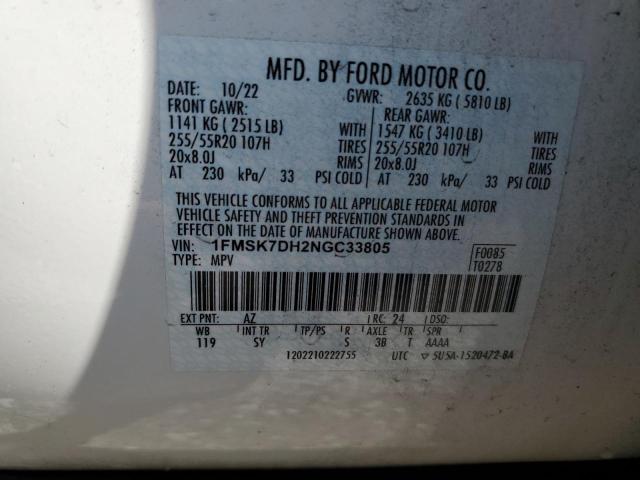 MFD. BY FORD MOTOR CO.
DATE: 10/22 GVWR: 2635 KG ( 5810 LB)
FRONT GAWR: REAR GAWR:
1141 KG ( 2515 LB) WITH 1547 KG ( 3410 LB) WITH
255/55R20 107H TIRES 255/55R20 107H TIRES
20x8.0J RIMS 20x8.0J RIMS
AT 230 kPa/ 33 PSI COLD AT 230 kPa/ 33 PSI COLD
THIS VEHICLE CONFORMS TO ALL APPLICABLE FEDERAL MOTOR
VEHICLE SAFETY AND THEFT PREVENTION STANDARDS IN
EFFECT ON THE DATE OF MANUFACTURE SHOWN ABOVE.
VIN: 1FMSK7DH2NGC33805 F0085
TYPE: MPV T0278
EXT PNT: AZ RC: 24 DSO:
WB INT TR TP/PS R AXLE TR SPR
119 SY S 3B T AAAA
1202210222755 UTC ▽ 5U5A-1520472-BA